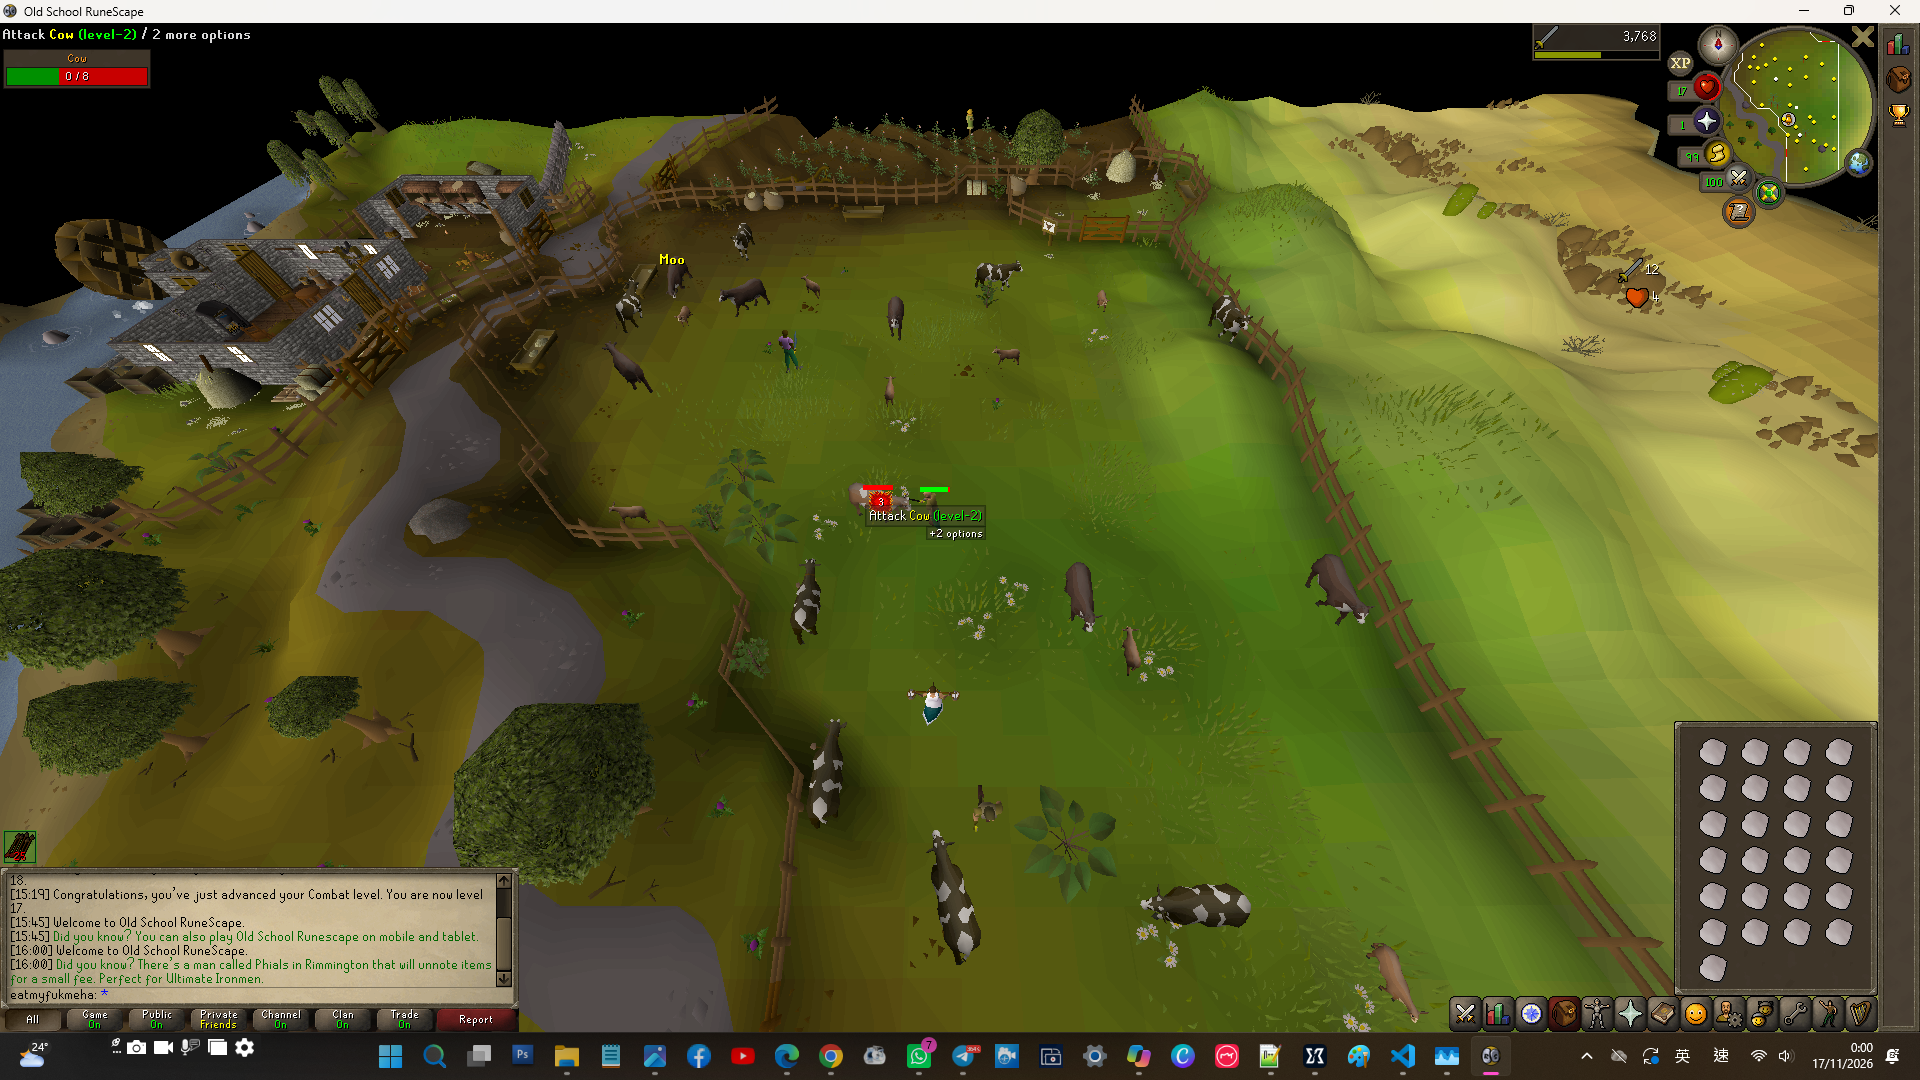 Old School RuneScape
Attack Cow (level-2) / 2 more options
Cow
0 / 8
3,768
XP
N
17
1
99
100
12
4
Moo
3
Attack Cow (level-2)
+2 options
18.
[15:19] Congratulations, you've just advanced your Combat level. You are now level
17.
[15:45] Welcome to Old School RuneScape.
[15:45] Did you know? You can also play Old School Runescape on mobile and tablet.
[16:00] Welcome to Old School RuneScape.
[16:00] Did you know? There's a man called Phials in Rimmington that will unnote items
for a small fee. Perfect for Ultimate Ironmen.
eatmyfukmeha: *
All
Game
On
Public
On
Private
Friends
Channel
On
Clan
On
Trade
On
Report
24°
Ps
7
英
速
0:00
17/11/2026